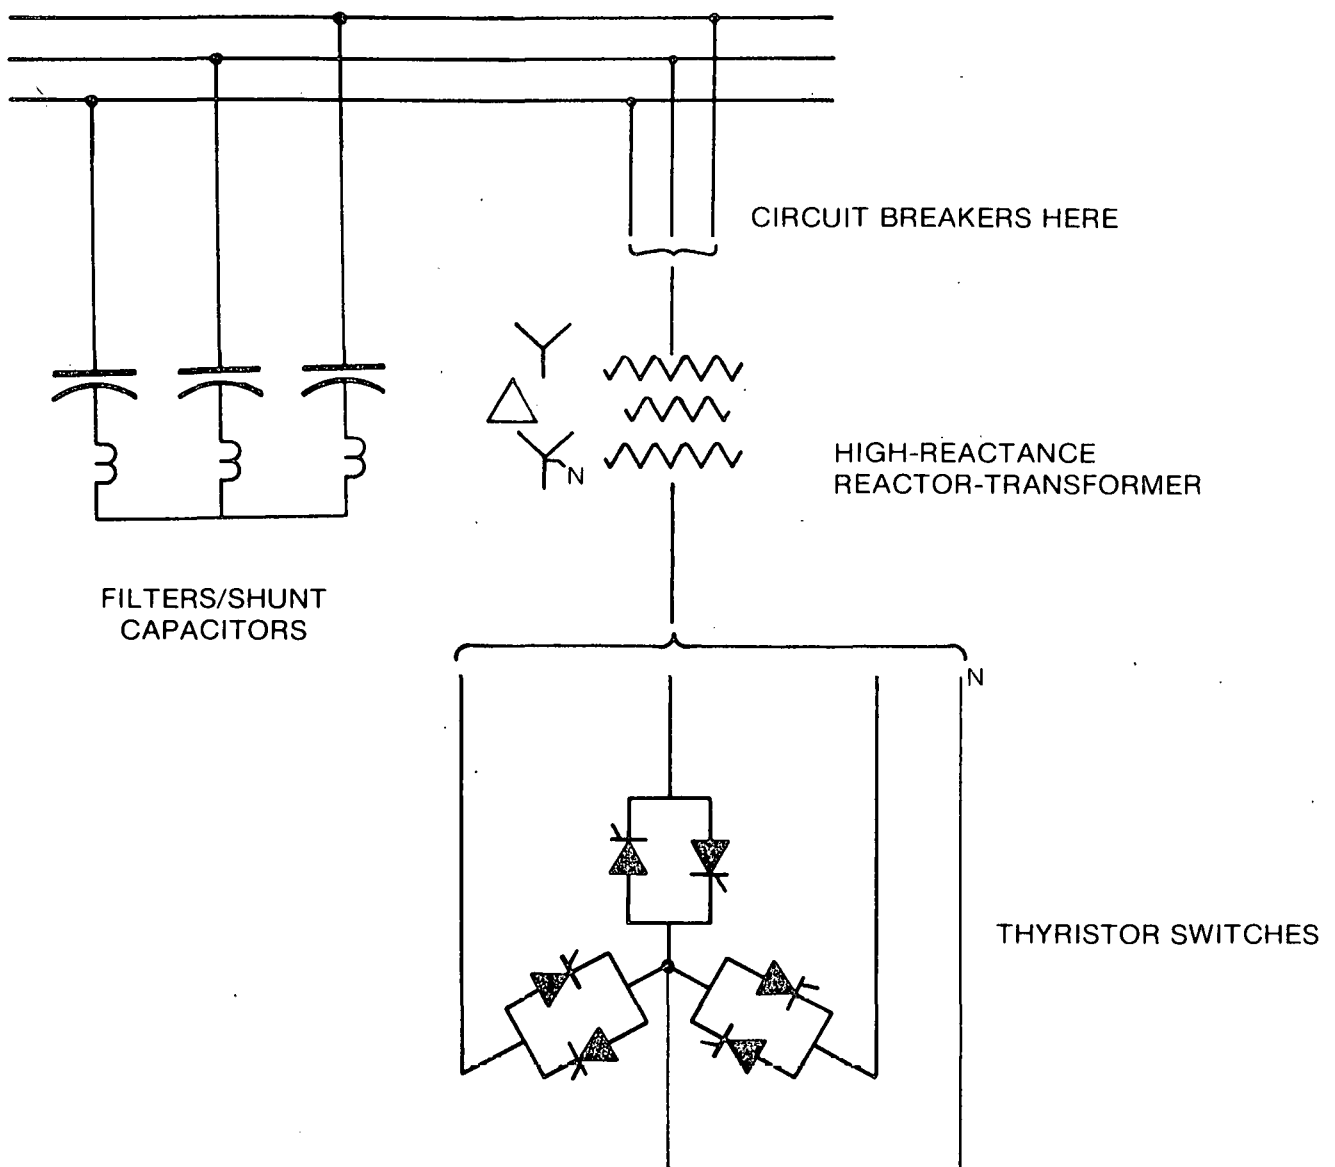 CIRCUIT BREAKERS HERE
N
HIGH-REACTANCE
REACTOR-TRANSFORMER
FILTERS/SHUNT
CAPACITORS
N
THYRISTOR SWITCHES